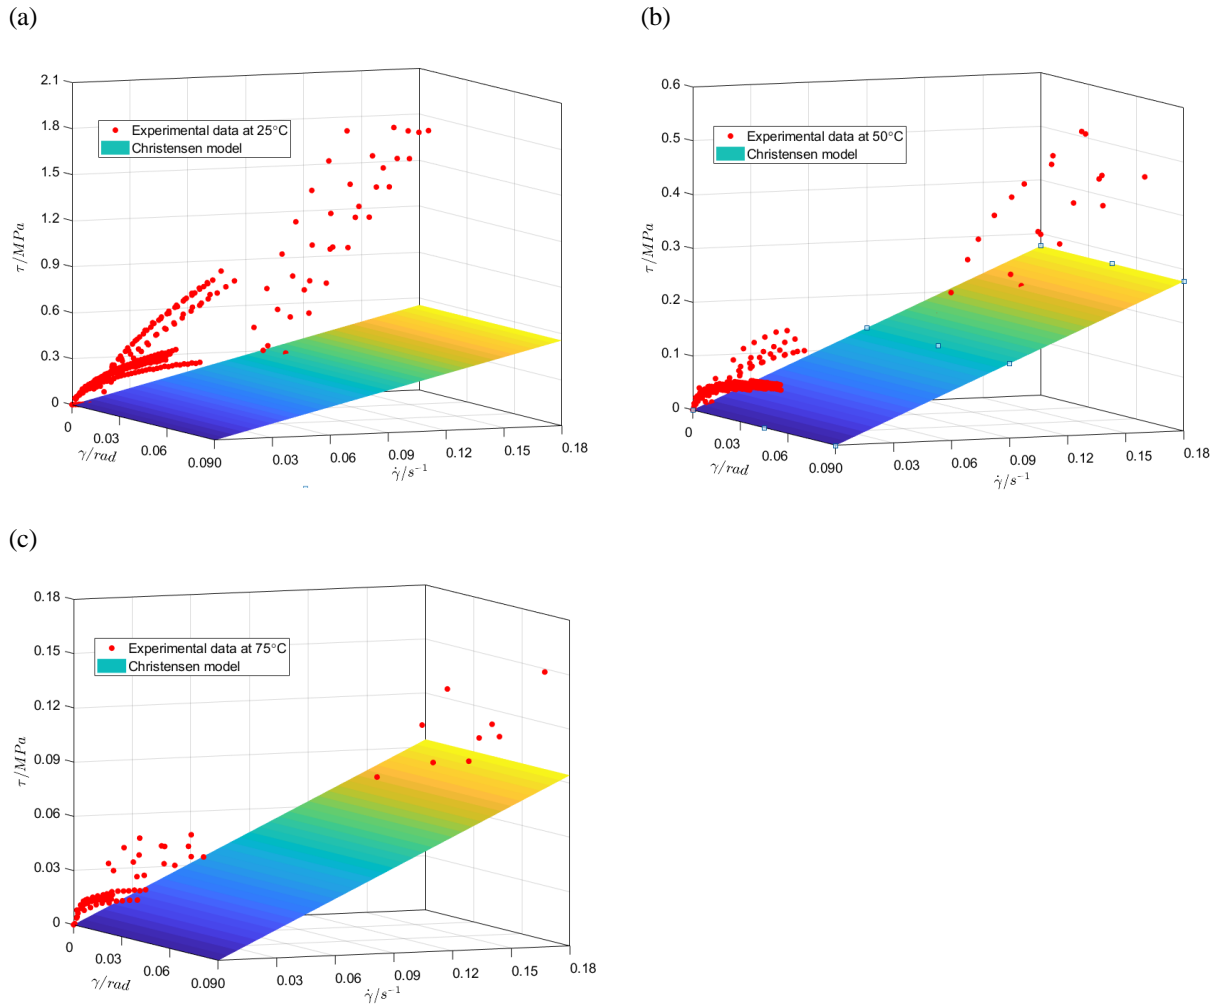 (a)
2.1
1.8
1.5
1.2
0.9
0.6
0.3
0
τ/MPa
Experimental data at 25°C
Christensen model
0
0.03
0.06
0.090
γ/rad
0.03
0.06
0.09
0.12
0.15
0.18
γ̇/s⁻¹
(b)
0.6
0.5
0.4
0.3
0.2
0.1
0
τ/MPa
Experimental data at 50°C
Christensen model
0
0.03
0.06
0.090
γ/rad
0.03
0.06
0.09
0.12
0.15
0.18
γ̇/s⁻¹
(c)
0.18
0.15
0.12
0.09
0.06
0.03
0
τ/MPa
Experimental data at 75°C
Christensen model
0
0.03
0.06
0.090
γ/rad
0.03
0.06
0.09
0.12
0.15
0.18
γ̇/s⁻¹